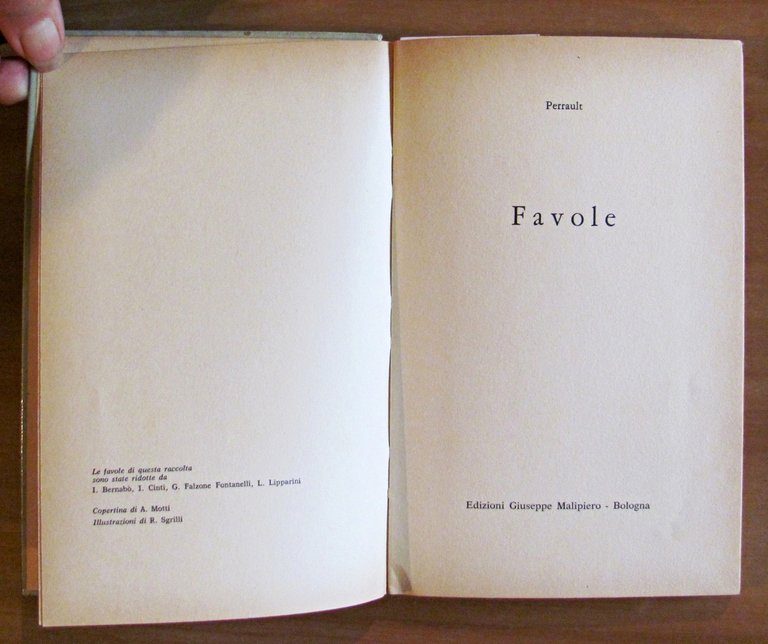 Le favole di questa raccolta
sono state ridotte da
I. Bernabò, I. Cinti, G. Falzone Fontanelli, L. Lipparini
Copertina di A. Motti
Illustrazioni di R. Sgrilli
Perrault
Favole
Edizioni Giuseppe Malipiero - Bologna